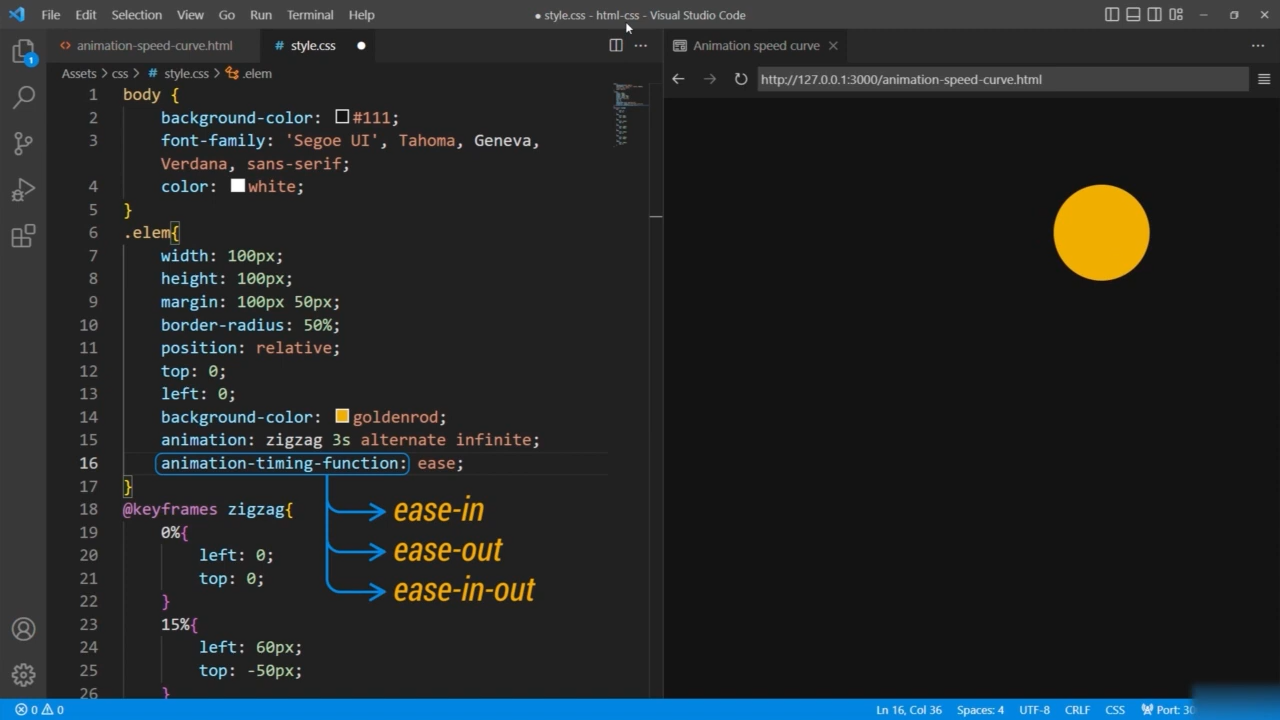 File Edit Selection View Go Run Terminal Help
● style.css - html-css - Visual Studio Code
<> animation-speed-curve.html
# style.css ●
Animation speed curve
Assets > css > # style.css > .elem
http://127.0.0.1:3000/animation-speed-curve.html
1
1 body {
2 background-color: #111;
3 font-family: 'Segoe UI', Tahoma, Geneva,
Verdana, sans-serif;
4 color: white;
5 }
6 .elem{
7 width: 100px;
8 height: 100px;
9 margin: 100px 50px;
10 border-radius: 50%;
11 position: relative;
12 top: 0;
13 left: 0;
14 background-color: goldenrod;
15 animation: zigzag 3s alternate infinite;
16 animation-timing-function: ease;
17 }
18 @keyframes zigzag{
ease-in
19 0%{
20 left: 0;
ease-out
21 top: 0;
ease-in-out
22 }
23 15%{
24 left: 60px;
25 top: -50px;
26 }
0 0
Ln 16, Col 36 Spaces: 4 UTF-8 CRLF CSS Port: 30